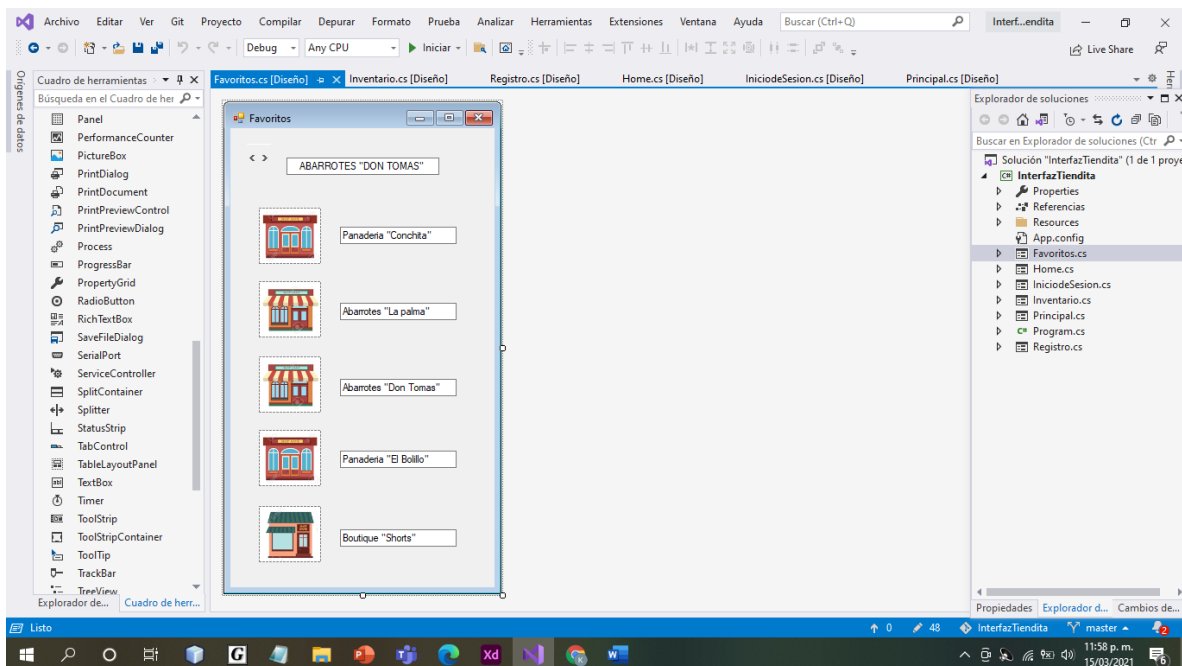 Archivo Editar Ver Git Proyecto Compilar Depurar Formato Prueba Analizar Herramientas Extensiones Ventana Ayuda Buscar (Ctrl+Q) Interf...endita
Debug Any CPU Iniciar Live Share
Orígenes de datos
Cuadro de herramientas
Búsqueda en el Cuadro de her
Panel
PerformanceCounter
PictureBox
PrintDialog
PrintDocument
PrintPreviewControl
PrintPreviewDialog
Process
ProgressBar
PropertyGrid
RadioButton
RichTextBox
SaveFileDialog
SerialPort
ServiceController
SplitContainer
Splitter
StatusStrip
TabControl
TableLayoutPanel
TextBox
Timer
ToolStrip
ToolStripContainer
ToolTip
TrackBar
TreeView
Explorador de... Cuadro de herr...
Favoritos.cs [Diseño] Inventario.cs [Diseño] Registro.cs [Diseño] Home.cs [Diseño] IniciodeSesion.cs [Diseño] Principal.cs [Diseño]
Favoritos
< >
ABARROTES "DON TOMAS"
Panaderia "Conchita"
Abarrotes "La palma"
Abarrotes "Don Tomas"
Panaderia "El Bolillo"
Boutique "Shorts"
Explorador de soluciones
Buscar en Explorador de soluciones (Ctr
Solución "InterfazTiendita" (1 de 1 proye
InterfazTiendita
Properties
Referencias
Resources
App.config
Favoritos.cs
Home.cs
IniciodeSesion.cs
Inventario.cs
Principal.cs
Program.cs
Registro.cs
Propiedades Explorador d... Cambios de...
Listo 0 48 InterfazTiendita master 2
11:58 p. m.
15/03/2021 6